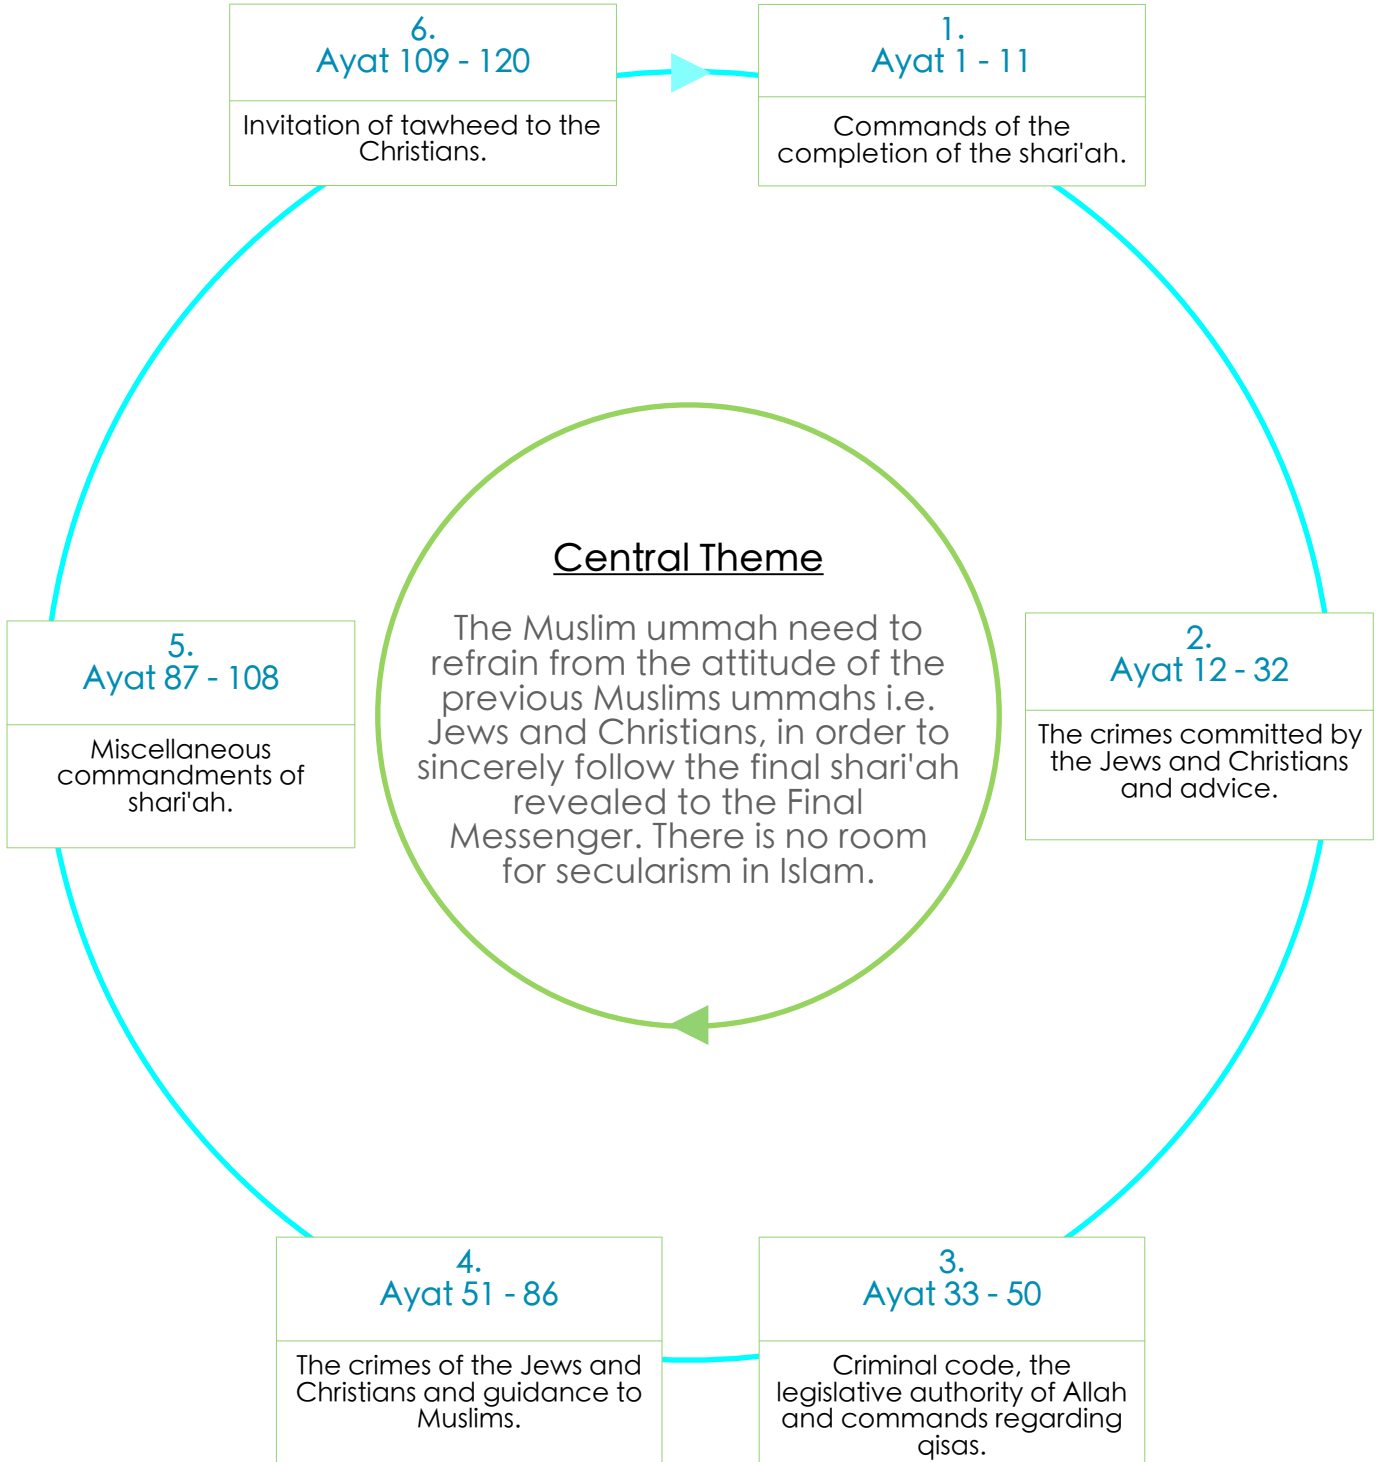 6.
Ayat 109 - 120
Invitation of tawheed to the
Christians.
1.
Ayat 1 - 11
Commands of the
completion of the shari'ah.
Central Theme
The Muslim ummah need to
refrain from the attitude of the
previous Muslims ummahs i.e.
Jews and Christians, in order to
sincerely follow the final shari'ah
revealed to the Final
Messenger. There is no room
for secularism in Islam.
5.
Ayat 87 - 108
Miscellaneous
commandments of
shari'ah.
2.
Ayat 12 - 32
The crimes committed by
the Jews and Christians
and advice.
4.
Ayat 51 - 86
The crimes of the Jews and
Christians and guidance to
Muslims.
3.
Ayat 33 - 50
Criminal code, the
legislative authority of Allah
and commands regarding
qisas.